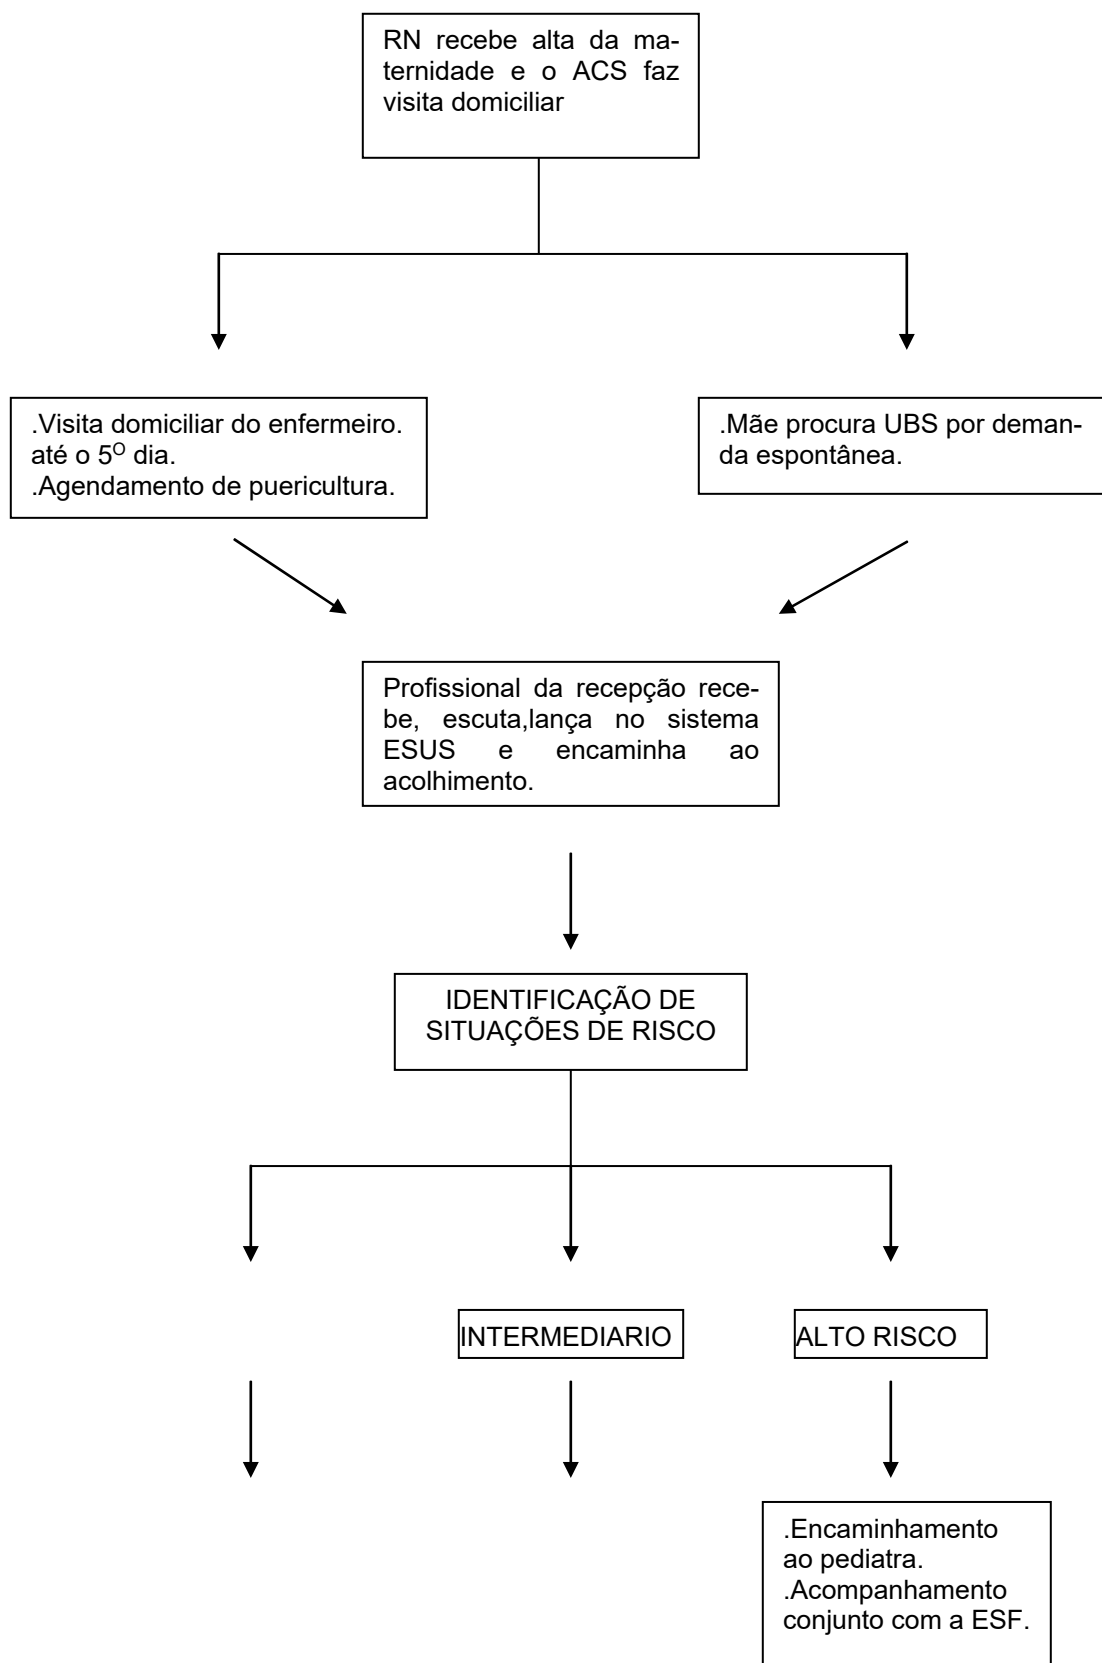 RN recebe alta da ma-
ternidade e o ACS faz
visita domiciliar
.Visita domiciliar do enfermeiro.
até o 5º dia.
.Agendamento de puericultura.
.Mãe procura UBS por deman-
da espontânea.
Profissional da recepção rece-
be, escuta,lança no sistema
ESUS e encaminha ao
acolhimento.
IDENTIFICAÇÃO DE
SITUAÇÕES DE RISCO
INTERMEDIARIO
ALTO RISCO
.Encaminhamento
ao pediatra.
.Acompanhamento
conjunto com a ESF.